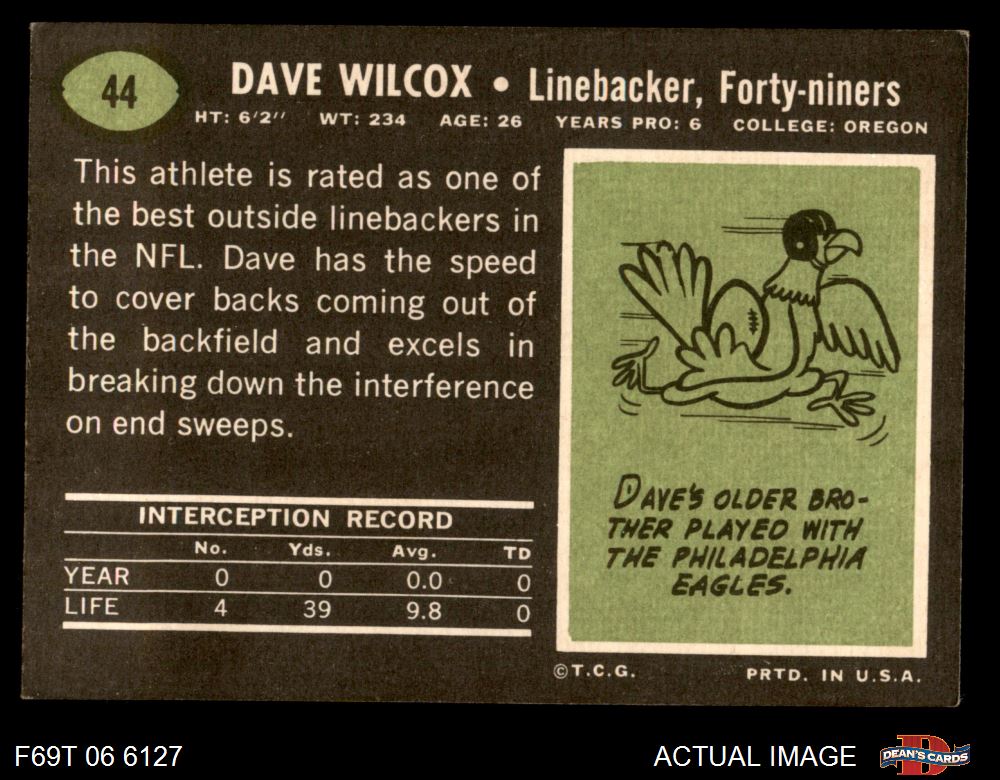 44
DAVE WILCOX • Linebacker, Forty-niners
HT: 6'2" WT: 234 AGE: 26 YEARS PRO: 6 COLLEGE: OREGON
This athlete is rated as one of
the best outside linebackers in
the NFL. Dave has the speed
to cover backs coming out of
the backfield and excels in
breaking down the interference
on end sweeps.
INTERCEPTION RECORD
No. Yds. Avg. TD
YEAR 0 0 0.0 0
LIFE 4 39 9.8 0
DAVE'S OLDER BRO-
THER PLAYED WITH
THE PHILADELPHIA
EAGLES.
©T.C.G. PRTD. IN U.S.A.
F69T 06 6127 ACTUAL IMAGE
D
DEAN'S CARDS